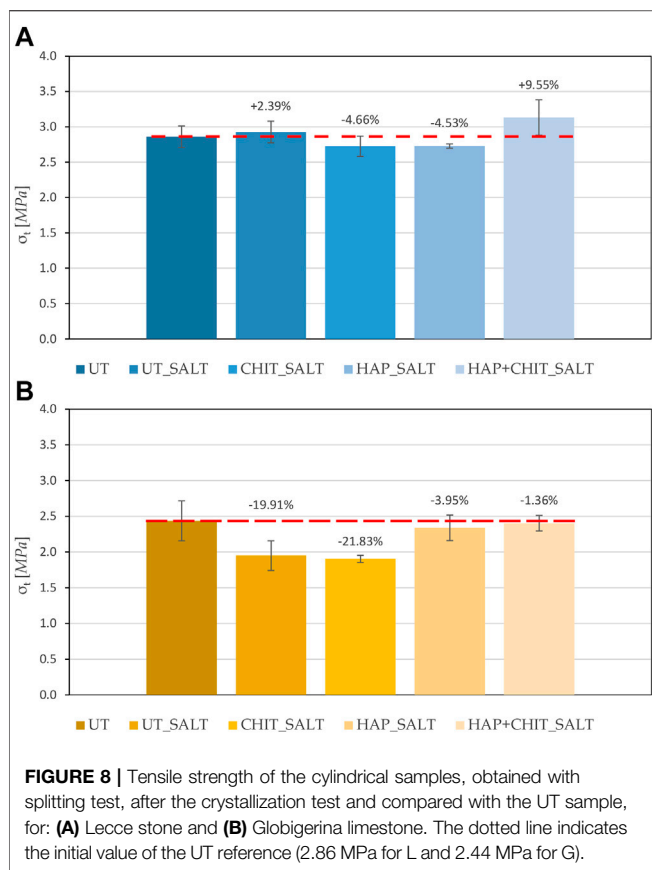 A
4.0
3.5
3.0
2.5
2.0
1.5
1.0
0.5
0.0
σt [MPa]
+2.39%
-4.66%
-4.53%
+9.55%
UT
UT_SALT
CHIT_SALT
HAP_SALT
HAP+CHIT_SALT
B
4.0
3.5
3.0
2.5
2.0
1.5
1.0
0.5
0.0
σt [MPa]
-19.91%
-21.83%
-3.95%
-1.36%
UT
UT_SALT
CHIT_SALT
HAP_SALT
HAP+CHIT_SALT
FIGURE 8 | Tensile strength of the cylindrical samples, obtained with
splitting test, after the crystallization test and compared with the UT sample,
for: (A) Lecce stone and (B) Globigerina limestone. The dotted line indicates
the initial value of the UT reference (2.86 MPa for L and 2.44 MPa for G).